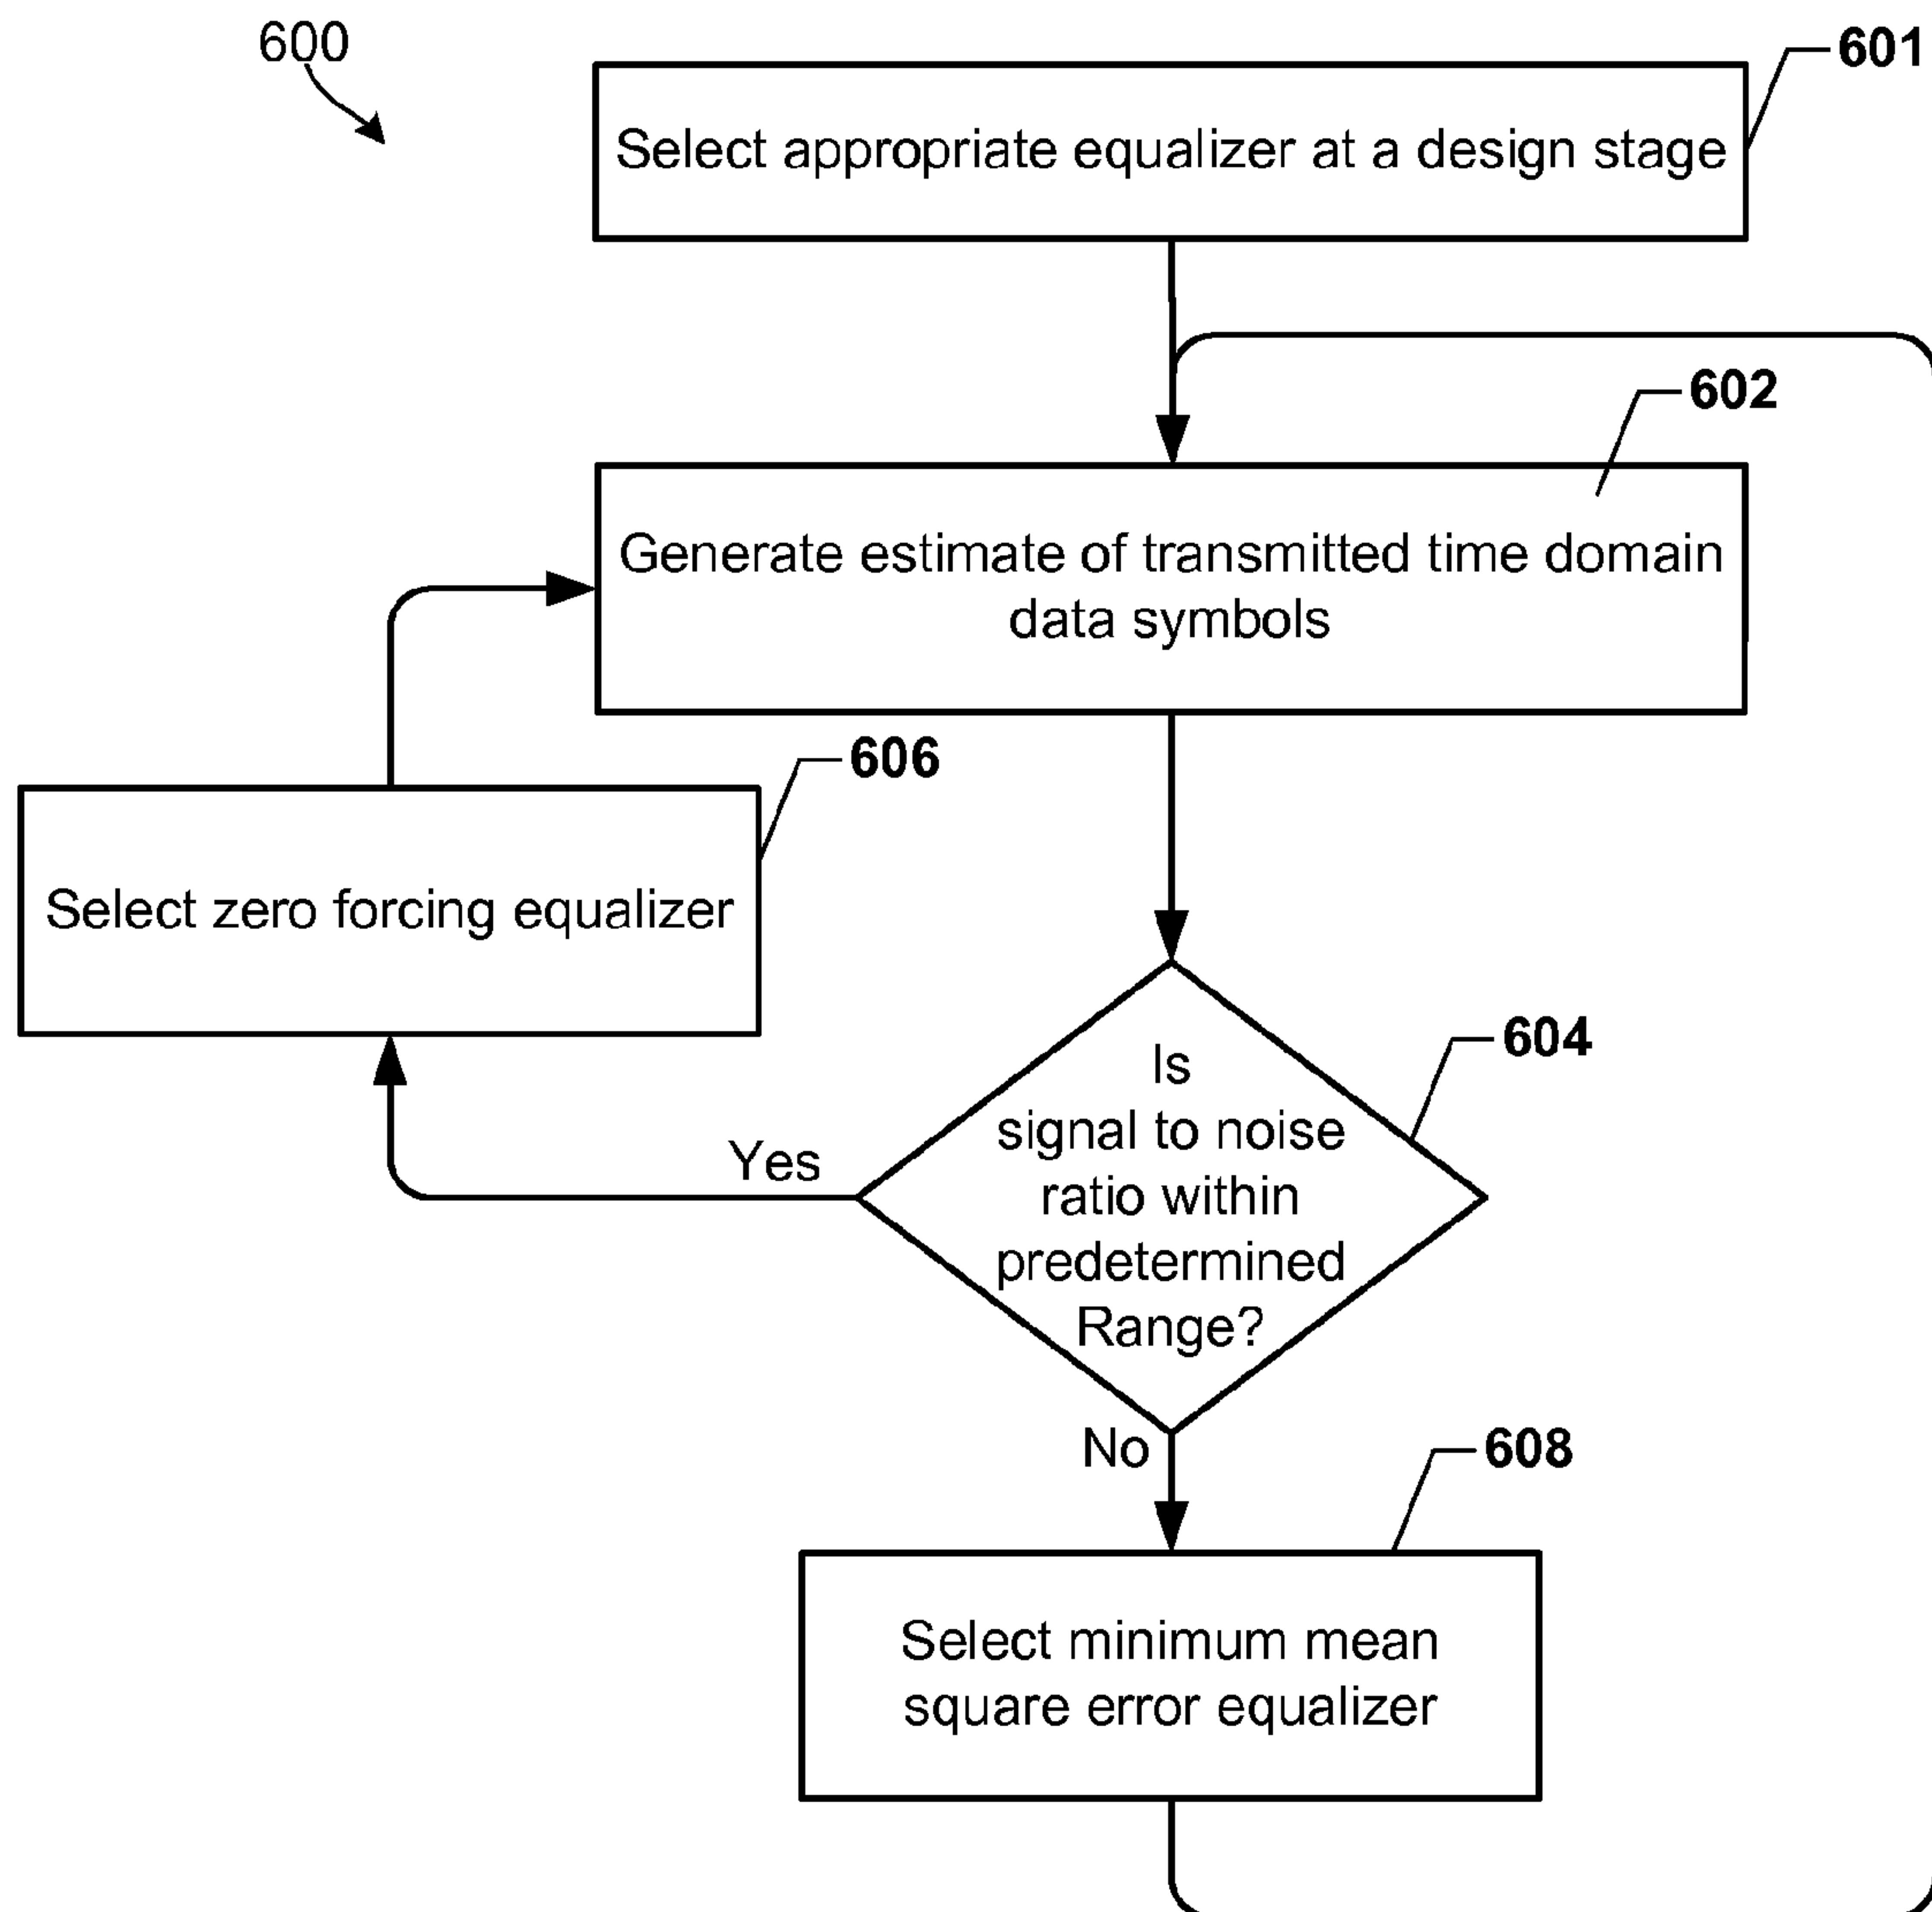 600
601
Select appropriate equalizer at a design stage
602
Generate estimate of transmitted time domain
data symbols
606
Select zero forcing equalizer
604
Is
signal to noise
ratio within
predetermined
Range?
Yes
No
608
Select minimum mean
square error equalizer